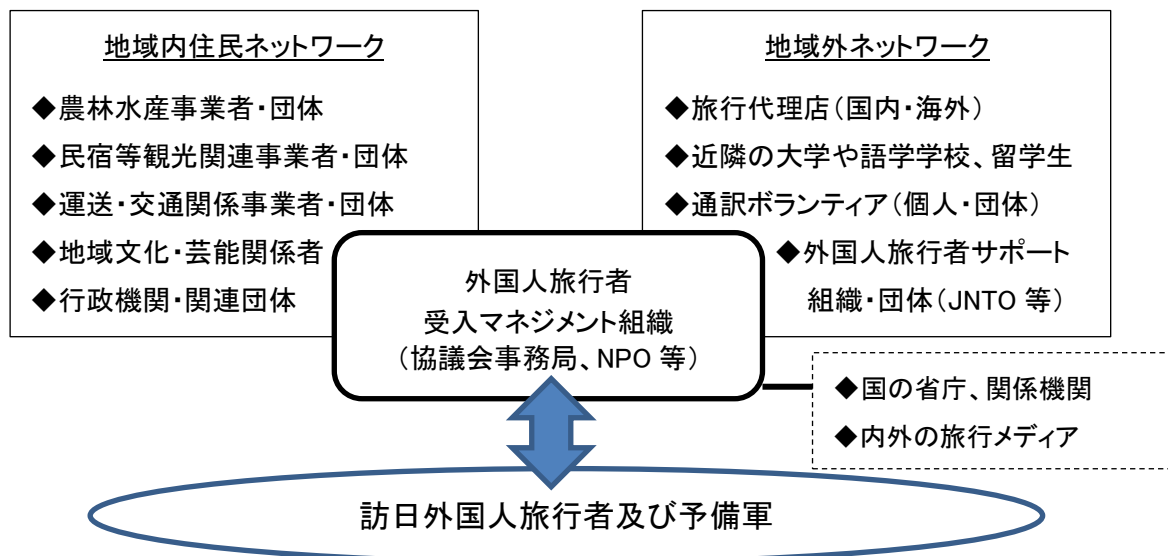 地域内住民ネットワーク
◆農林水産事業者・団体
◆民宿等観光関連事業者・団体
◆運送・交通関係事業者・団体
◆地域文化・芸能関係者
◆行政機関・関連団体
地域外ネットワーク
◆旅行代理店(国内・海外)
◆近隣の大学や語学学校、留学生
◆通訳ボランティア(個人・団体)
◆外国人旅行者サポート
組織・団体(JNTO 等)
外国人旅行者
受入マネジメント組織
(協議会事務局、NPO 等)
◆国の省庁、関係機関
◆内外の旅行メディア
訪日外国人旅行者及び予備軍